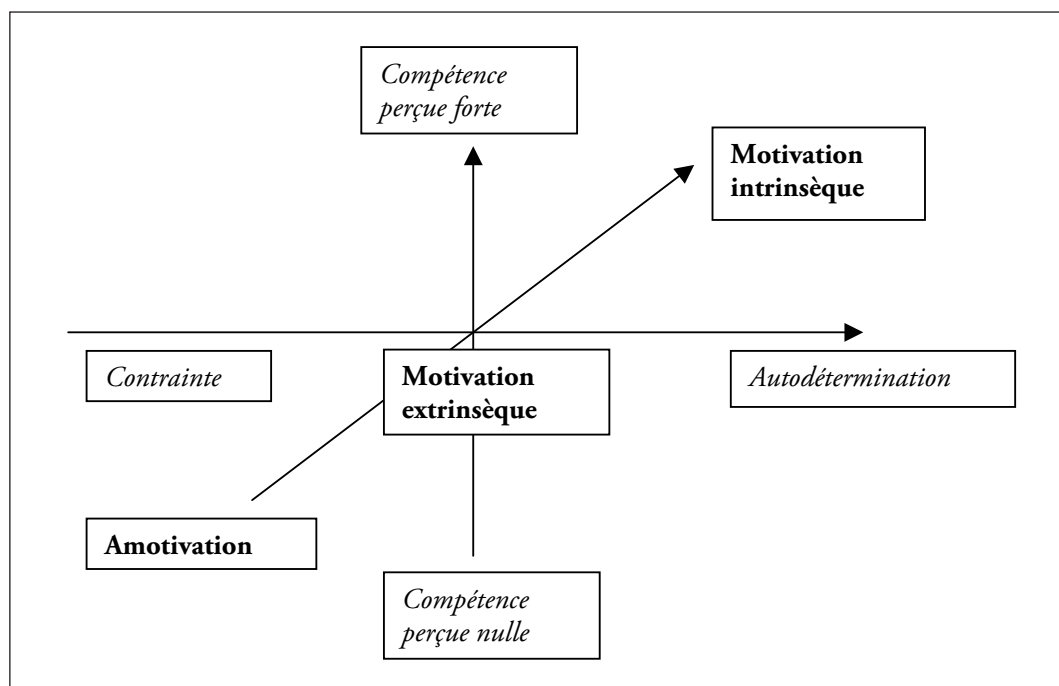 Compétence
perçue forte
Motivation
intrinsèque
Contrainte
Motivation
extrinsèque
Autodétermination
Amotivation
Compétence
perçue nulle